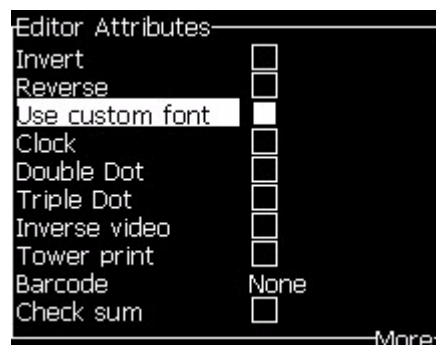 Editor Attributes
Invert
Reverse
Use custom font
Clock
Double Dot
Triple Dot
Inverse video
Tower print
Barcode None
Check sum
More